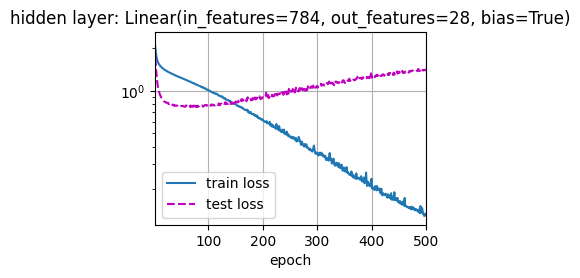 hidden layer: Linear(in_features=784, out_features=28, bias=True)
10⁰
train loss
test loss
100 200 300 400 500
epoch